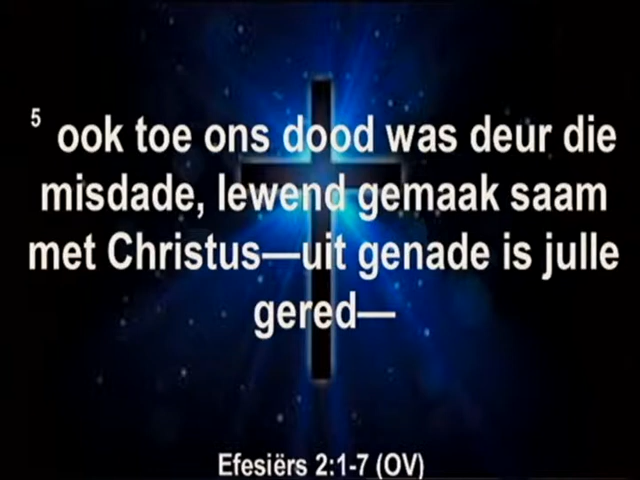 5 ook toe ons dood was deur die
misdade, lewend gemaak saam
met Christus—uit genade is julle
gered—
Efesiërs 2:1-7 (OV)